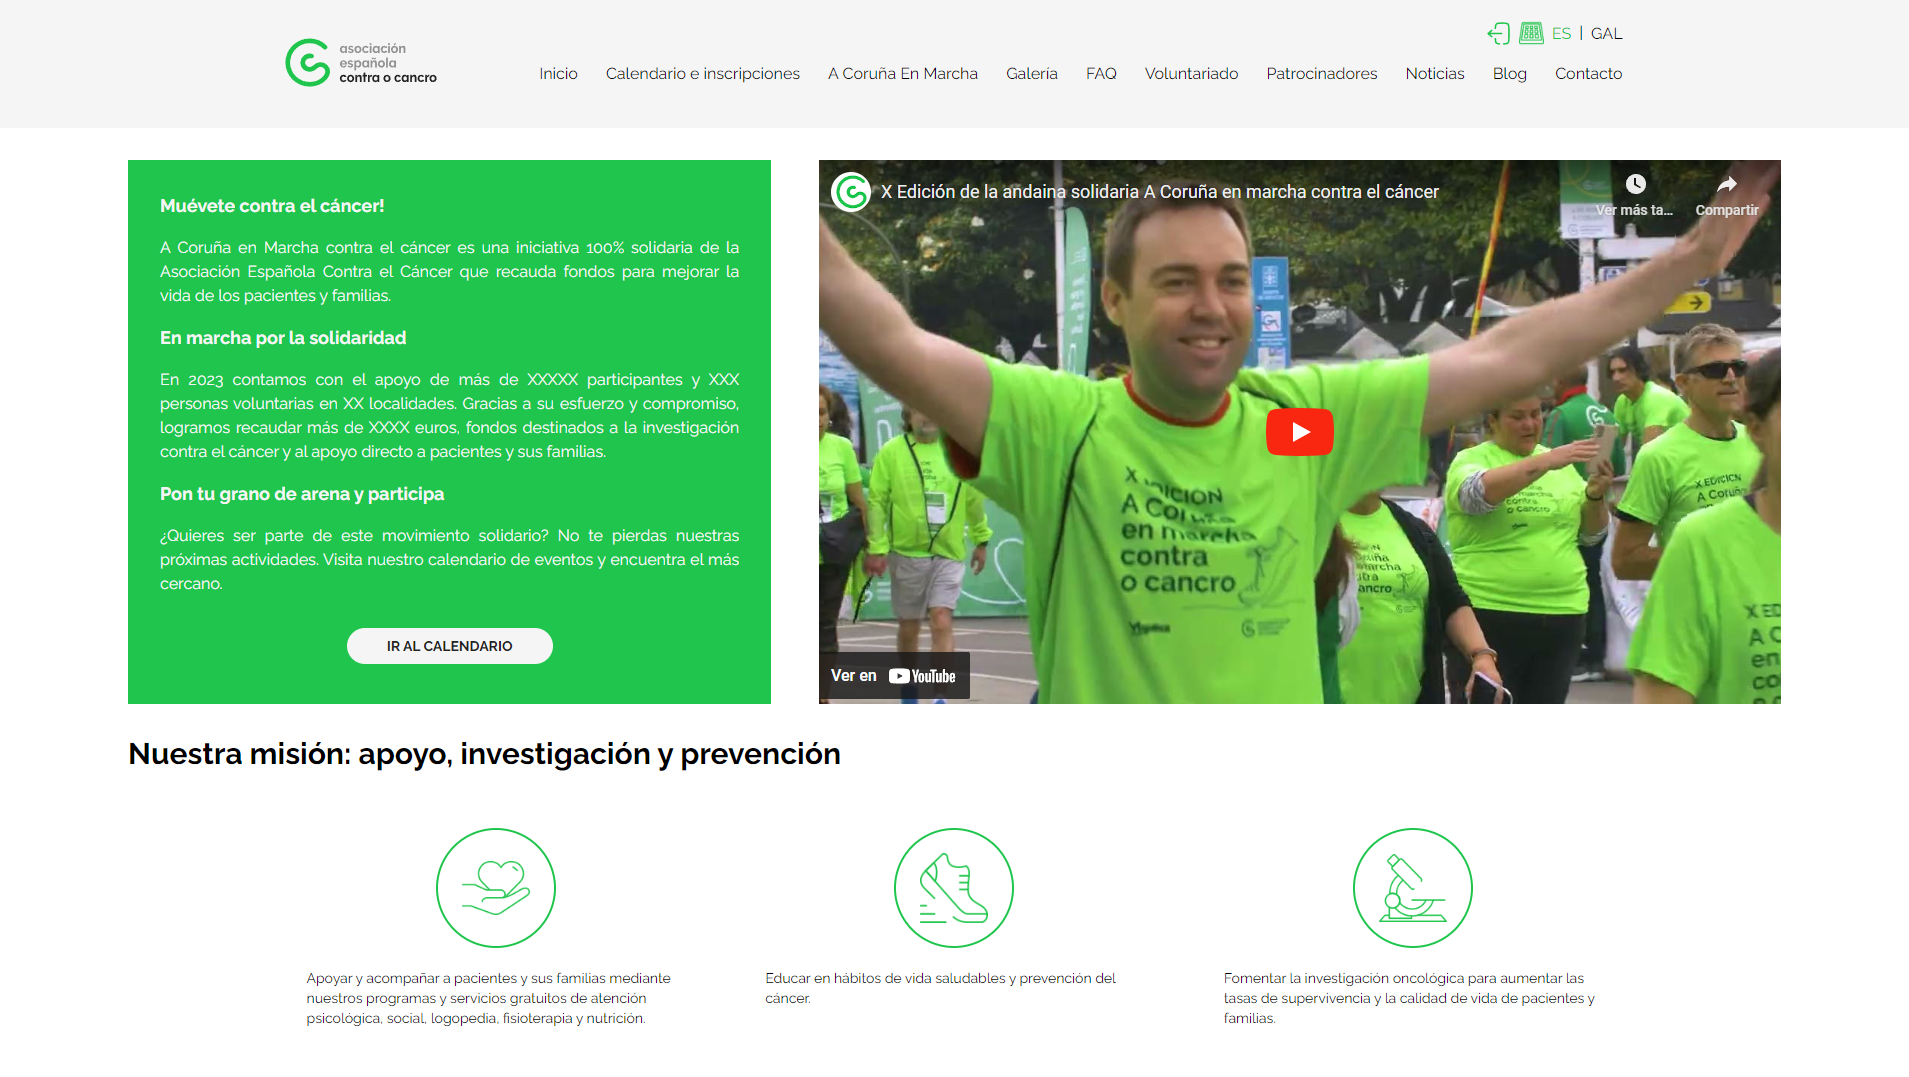 ES | GAL
asociación
española
contra o cancro
Inicio Calendario e inscripciones A Coruña En Marcha Galería FAQ Voluntariado Patrocinadores Noticias Blog Contacto
Muévete contra el cáncer!
A Coruña en Marcha contra el cáncer es una iniciativa 100% solidaria de la
Asociación Española Contra el Cáncer que recauda fondos para mejorar la
vida de los pacientes y familias.
En marcha por la solidaridad
En 2023 contamos con el apoyo de más de XXXXX participantes y XXX
personas voluntarias en XX localidades. Gracias a su esfuerzo y compromiso,
logramos recaudar más de XXXX euros, fondos destinados a la investigación
contra el cáncer y al apoyo directo a pacientes y sus familias.
Pon tu grano de arena y participa
¿Quieres ser parte de este movimiento solidario? No te pierdas nuestras
próximas actividades. Visita nuestro calendario de eventos y encuentra el más
cercano.
IR AL CALENDARIO
X Edición de la andaina solidaria A Coruña en marcha contra el cáncer
Ver más ta...
Compartir
X EDICION
A Coruña
en marcha
contra
o cancro
X EDICION
A Coruña
marcha
cancro
X EDI
A C
en
co
Ver en YouTube
Nuestra misión: apoyo, investigación y prevención
Apoyar y acompañar a pacientes y sus familias mediante
nuestros programas y servicios gratuitos de atención
psicológica, social, logopedia, fisioterapia y nutrición.
Educar en hábitos de vida saludables y prevención del
cáncer.
Fomentar la investigación oncológica para aumentar las
tasas de supervivencia y la calidad de vida de pacientes y
familias.